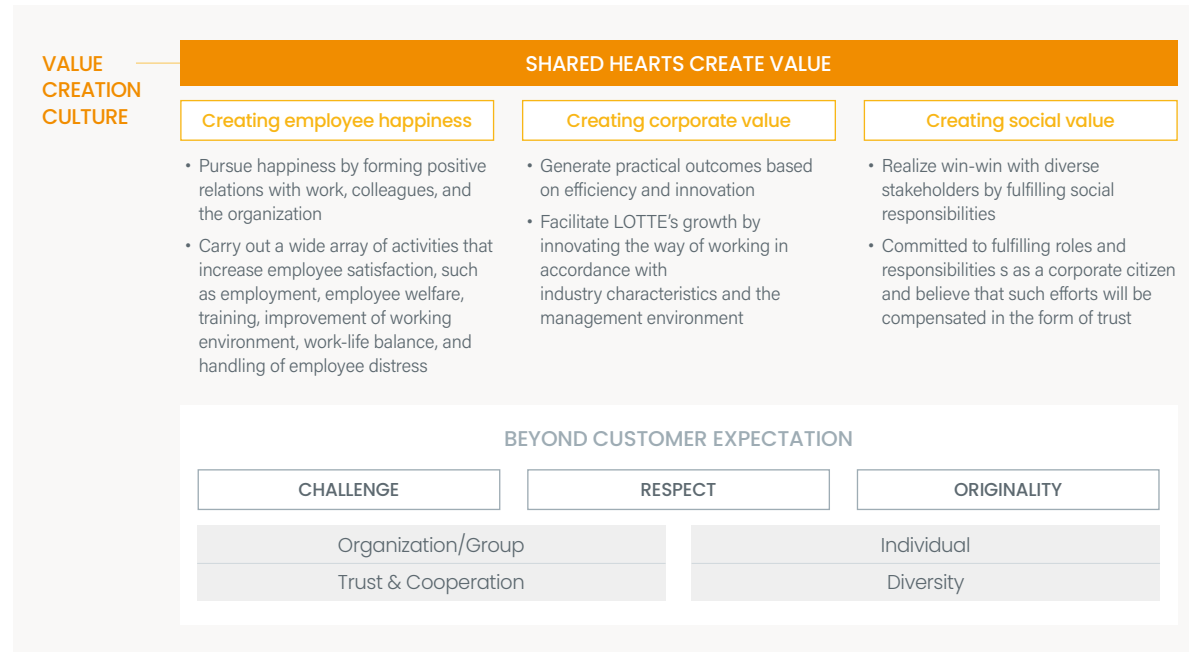 VALUE
CREATION
CULTURE
SHARED HEARTS CREATE VALUE
Creating employee happiness
• Pursue happiness by forming positive
relations with work, colleagues, and
the organization
• Carry out a wide array of activities that
increase employee satisfaction, such
as employment, employee welfare,
training, improvement of working
environment, work-life balance, and
handling of employee distress
Creating corporate value
• Generate practical outcomes based
on efficiency and innovation
• Facilitate LOTTE's growth by
innovating the way of working in
accordance with
industry characteristics and the
management environment
Creating social value
• Realize win-win with diverse
stakeholders by fulfilling social
responsibilities
• Committed to fulfilling roles and
responsibilities s as a corporate citizen
and believe that such efforts will be
compensated in the form of trust
BEYOND CUSTOMER EXPECTATION
CHALLENGE
RESPECT
ORIGINALITY
Organization/Group
Trust & Cooperation
Individual
Diversity